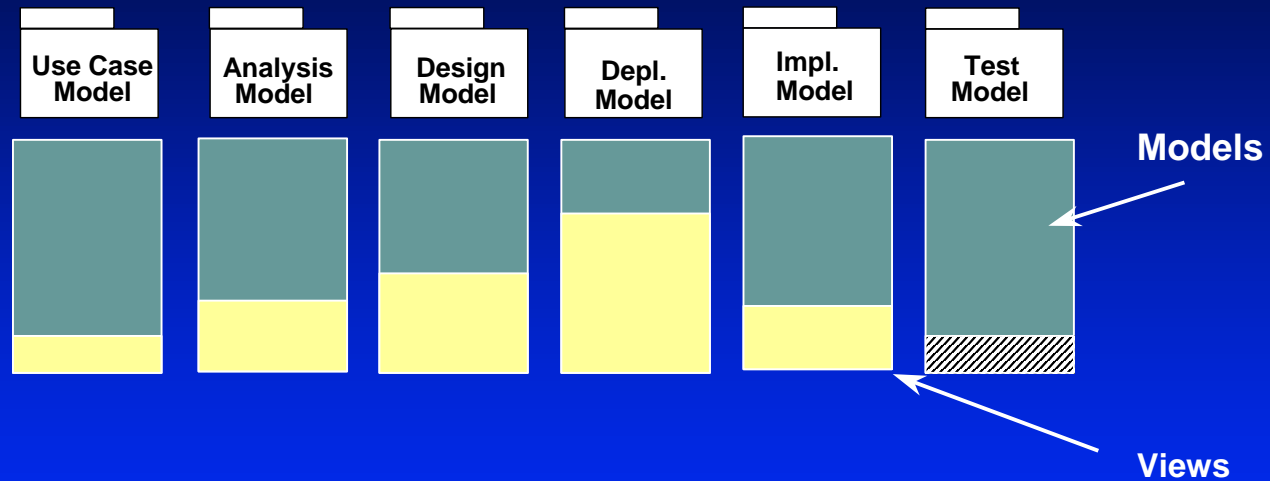 Use Case
Model
Analysis
Model
Design
Model
Depl.
Model
Impl.
Model
Test
Model
Models
Views